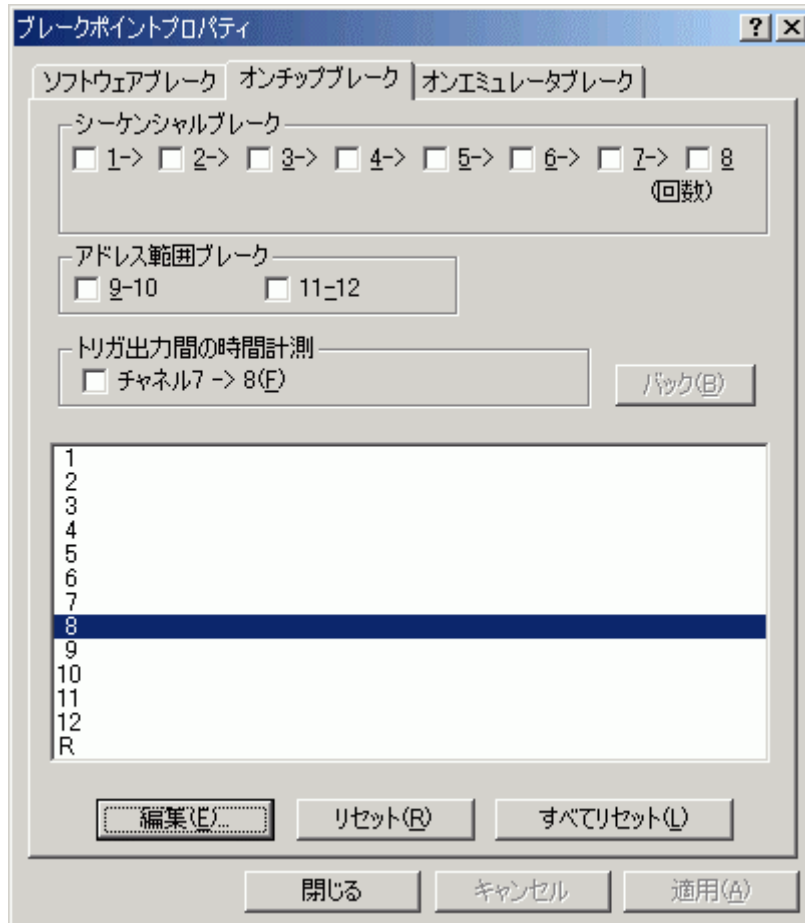 ブレークポイントプロパティ
ソフトウェアブレーク オンチップブレーク オンエミュレータブレーク
シーケンシャルブレーク
1-> 2-> 3-> 4-> 5-> 6-> 7-> 8
(回数)
アドレス範囲ブレーク
9-10 11-12
トリガ出力間の時間計測
チャネル7 -> 8(F)
バック(B)
1
2
3
4
5
6
7
8
9
10
11
12
R
編集(E)... リセット(R) すべてリセット(L)
閉じる キャンセル 適用(A)